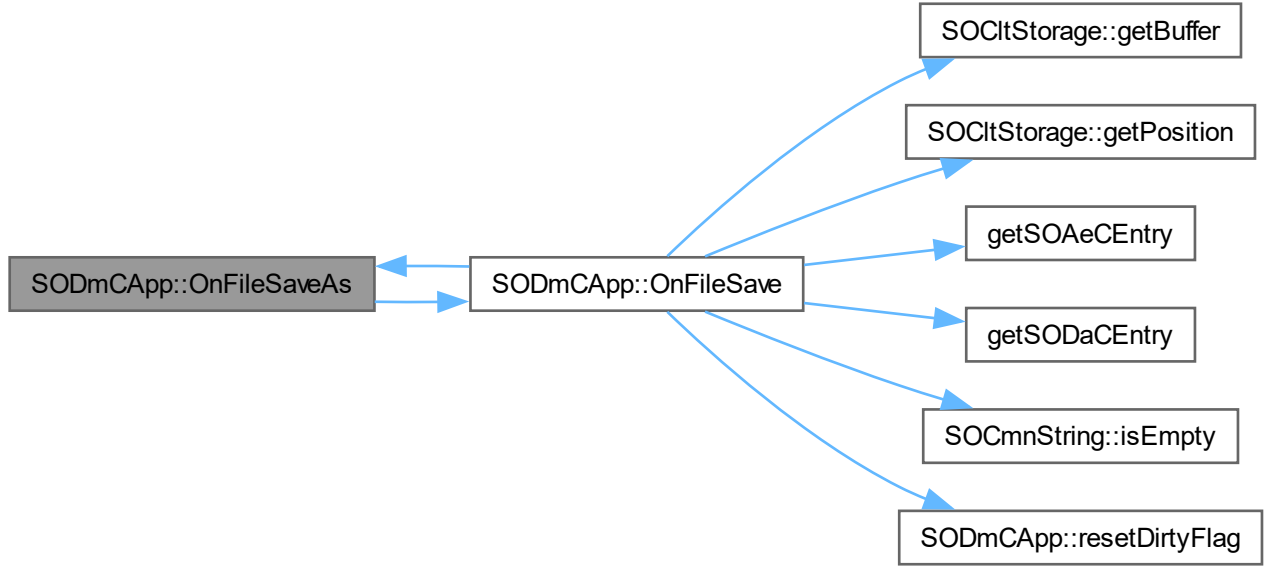 SODmCApp::OnFileSaveAs
SODmCApp::OnFileSave
SOCltStorage::getBuffer
SOCltStorage::getPosition
getSOAeCEntry
getSODaCEntry
SOCmnString::isEmpty
SODmCApp::resetDirtyFlag